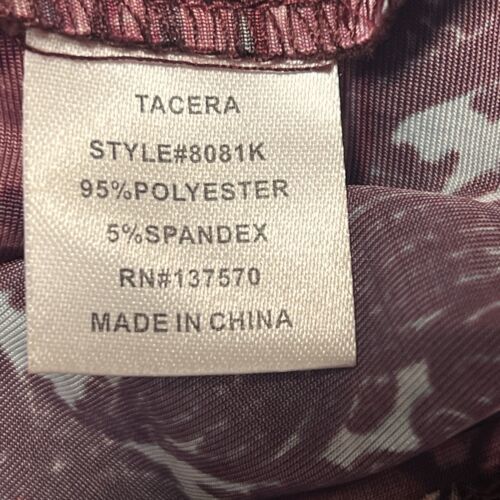 TACERA
STYLE#8081K
95%POLYESTER
5%SPANDEX
RN#137570
MADE IN CHINA